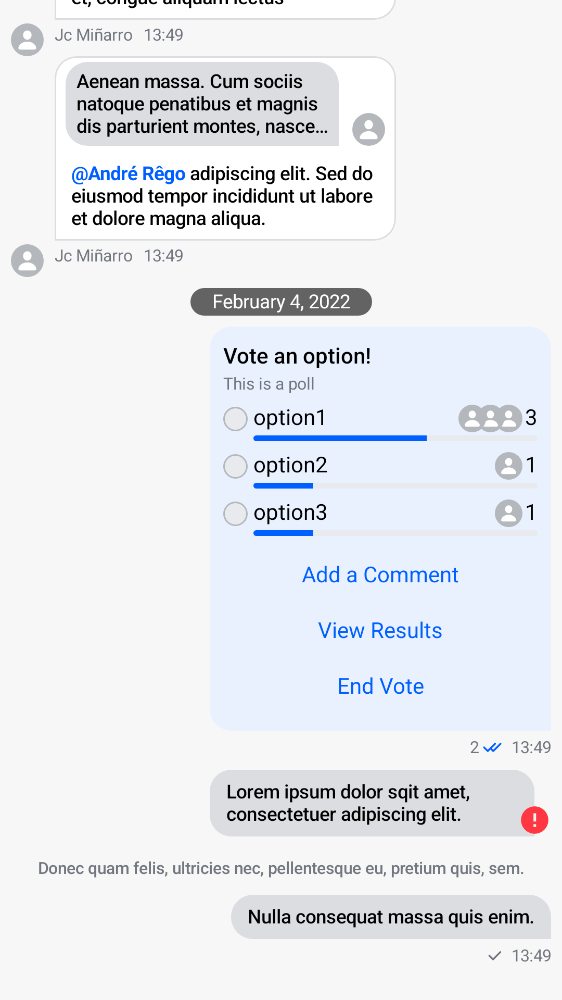 et, congue aliquam lectus
Jc Miñarro 13:49
Aenean massa. Cum sociis
natoque penatibus et magnis
dis parturient montes, nasce...
@André Rêgo adipiscing elit. Sed do
eiusmod tempor incididunt ut labore
et dolore magna aliqua.
Jc Miñarro 13:49
February 4, 2022
Vote an option!
This is a poll
option1 3
option2 1
option3 1
Add a Comment
View Results
End Vote
2 13:49
Lorem ipsum dolor sqit amet,
consectetuer adipiscing elit.
Donec quam felis, ultricies nec, pellentesque eu, pretium quis, sem.
Nulla consequat massa quis enim.
13:49